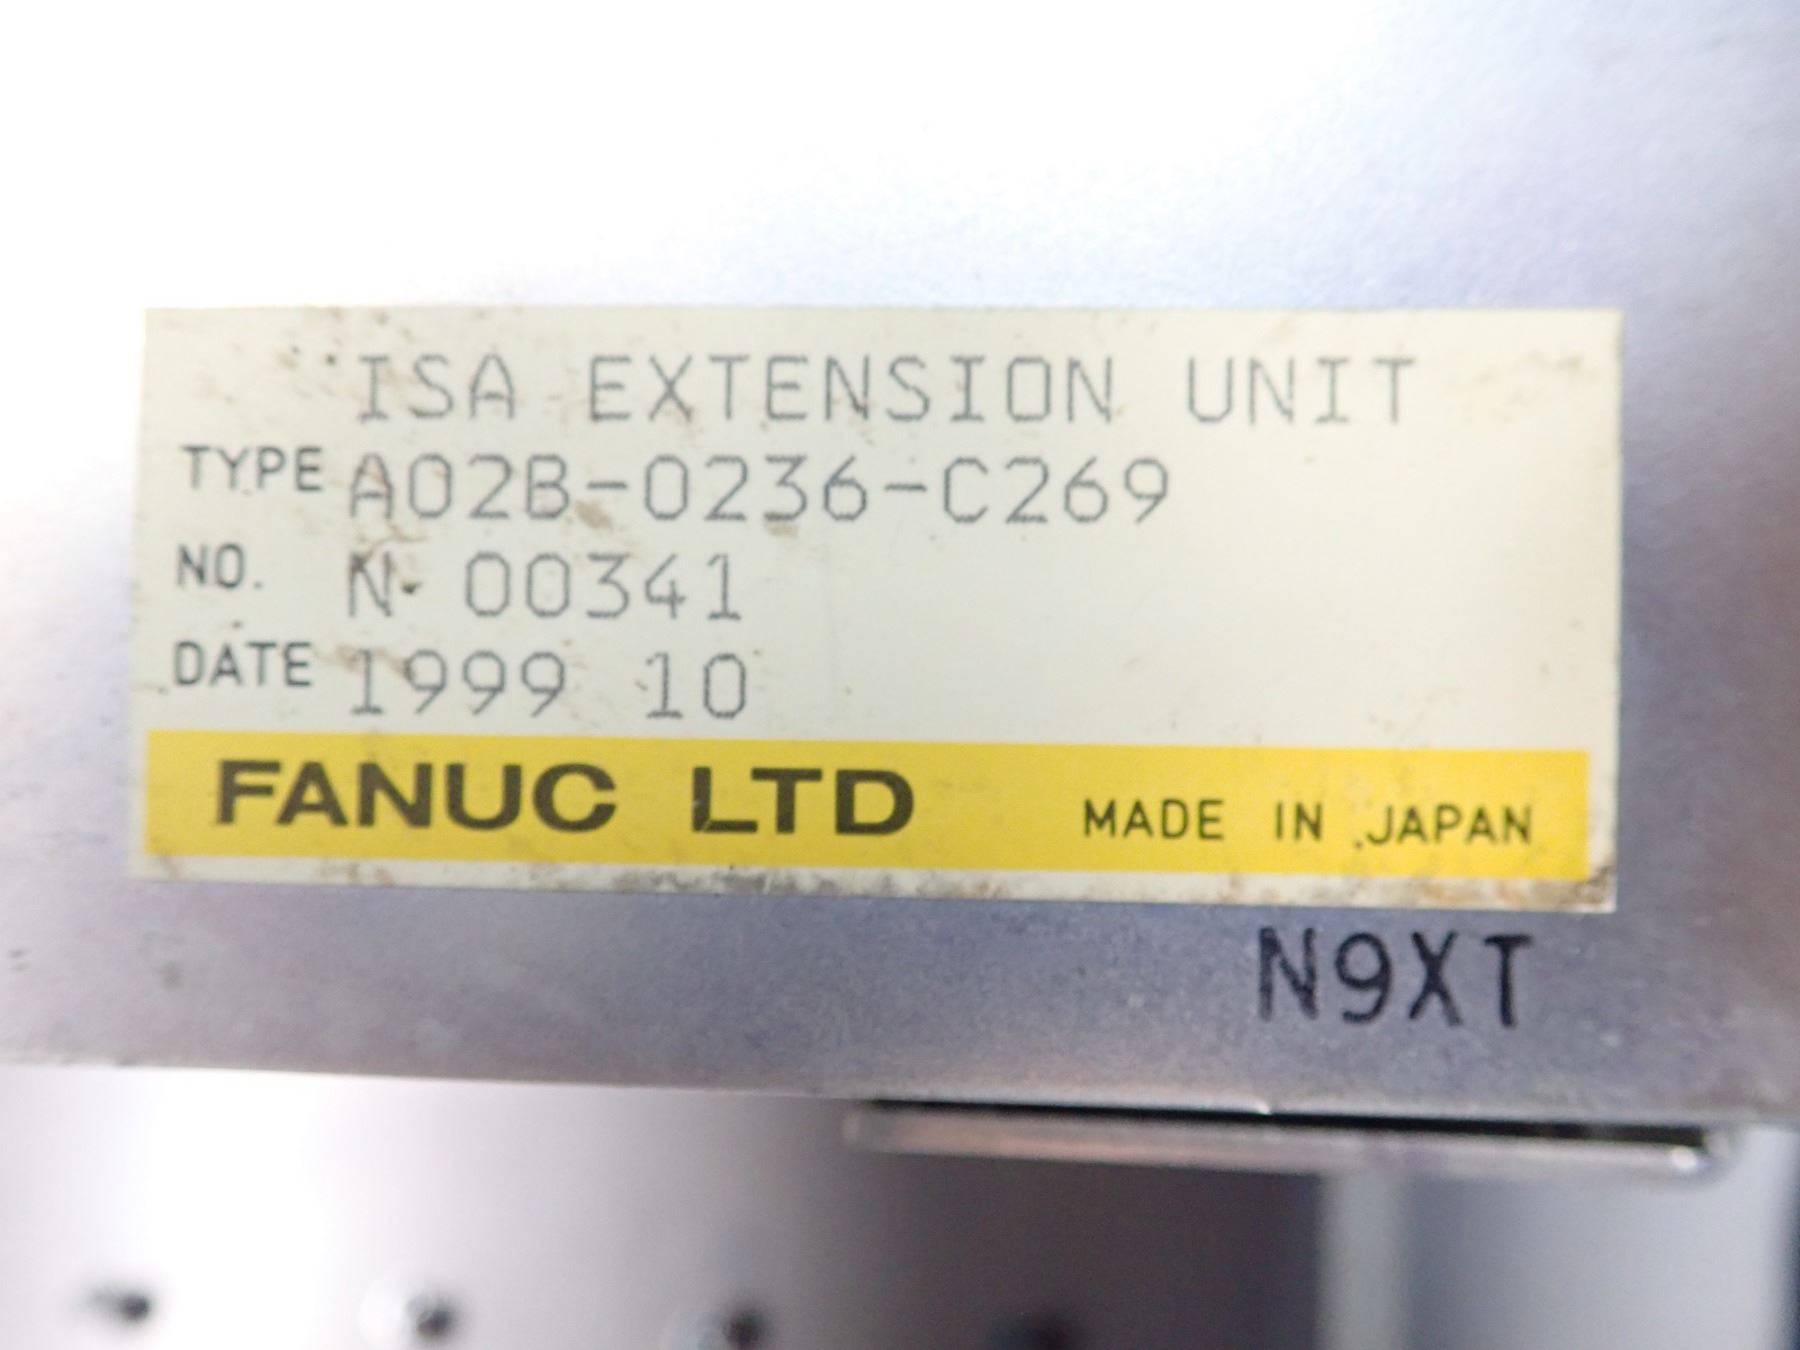 ISA EXTENSION UNIT
TYPE A02B-0236-C269
NO. N 00341
DATE 1999 10
FANUC LTD MADE IN JAPAN
N9XT